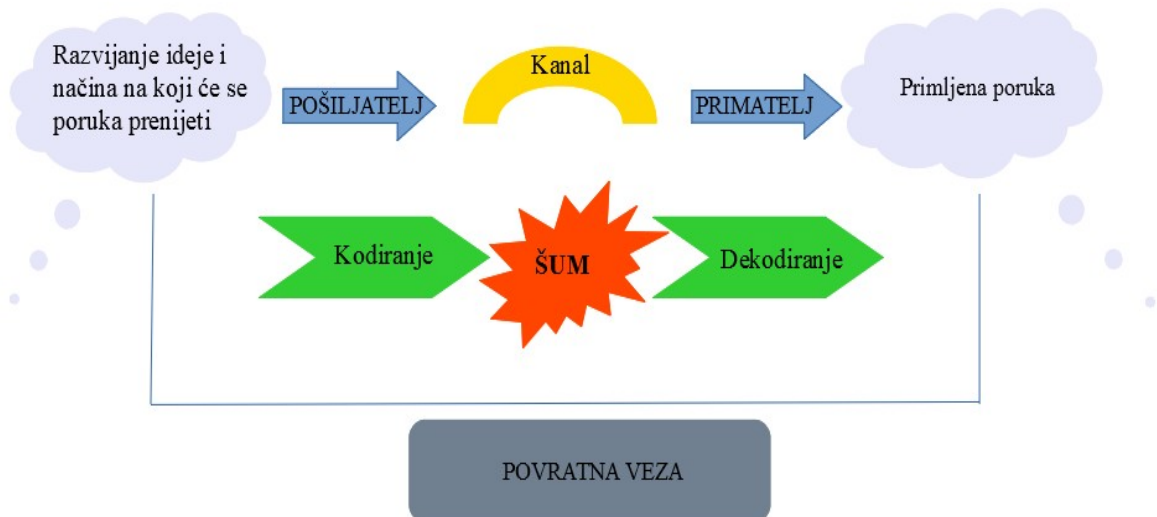 Razvijanje ideje i
načina na koji će se
poruka prenijeti
POŠILJATELJ
Kanal
PRIMATELJ
Primljena poruka
Kodiranje
ŠUM
Dekodiranje
POVRATNA VEZA